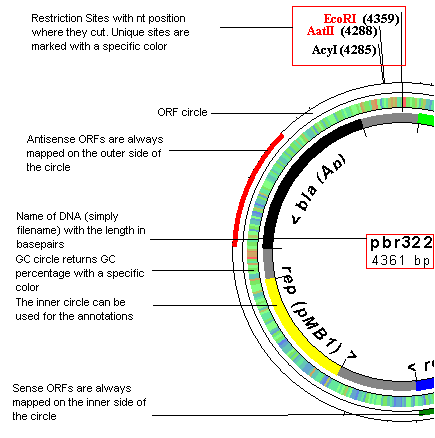 Restriction Sites with nt position
where they cut. Unique sites are
marked with a specific color
EcoRI (4359)
AatII (4288)
AcyI (4285)
ORF circle
Antisense ORFs are always
mapped on the outer side of
the circle
< bla (Ap)
Name of DNA (simply
filename) with the length in
basepairs
pbr322
4361 bp
GC circle returns GC
percentage with a specific
color
The inner circle can be
used for the annotations
rep (pMB1) >
Sense ORFs are always
mapped on the inner side of
the circle